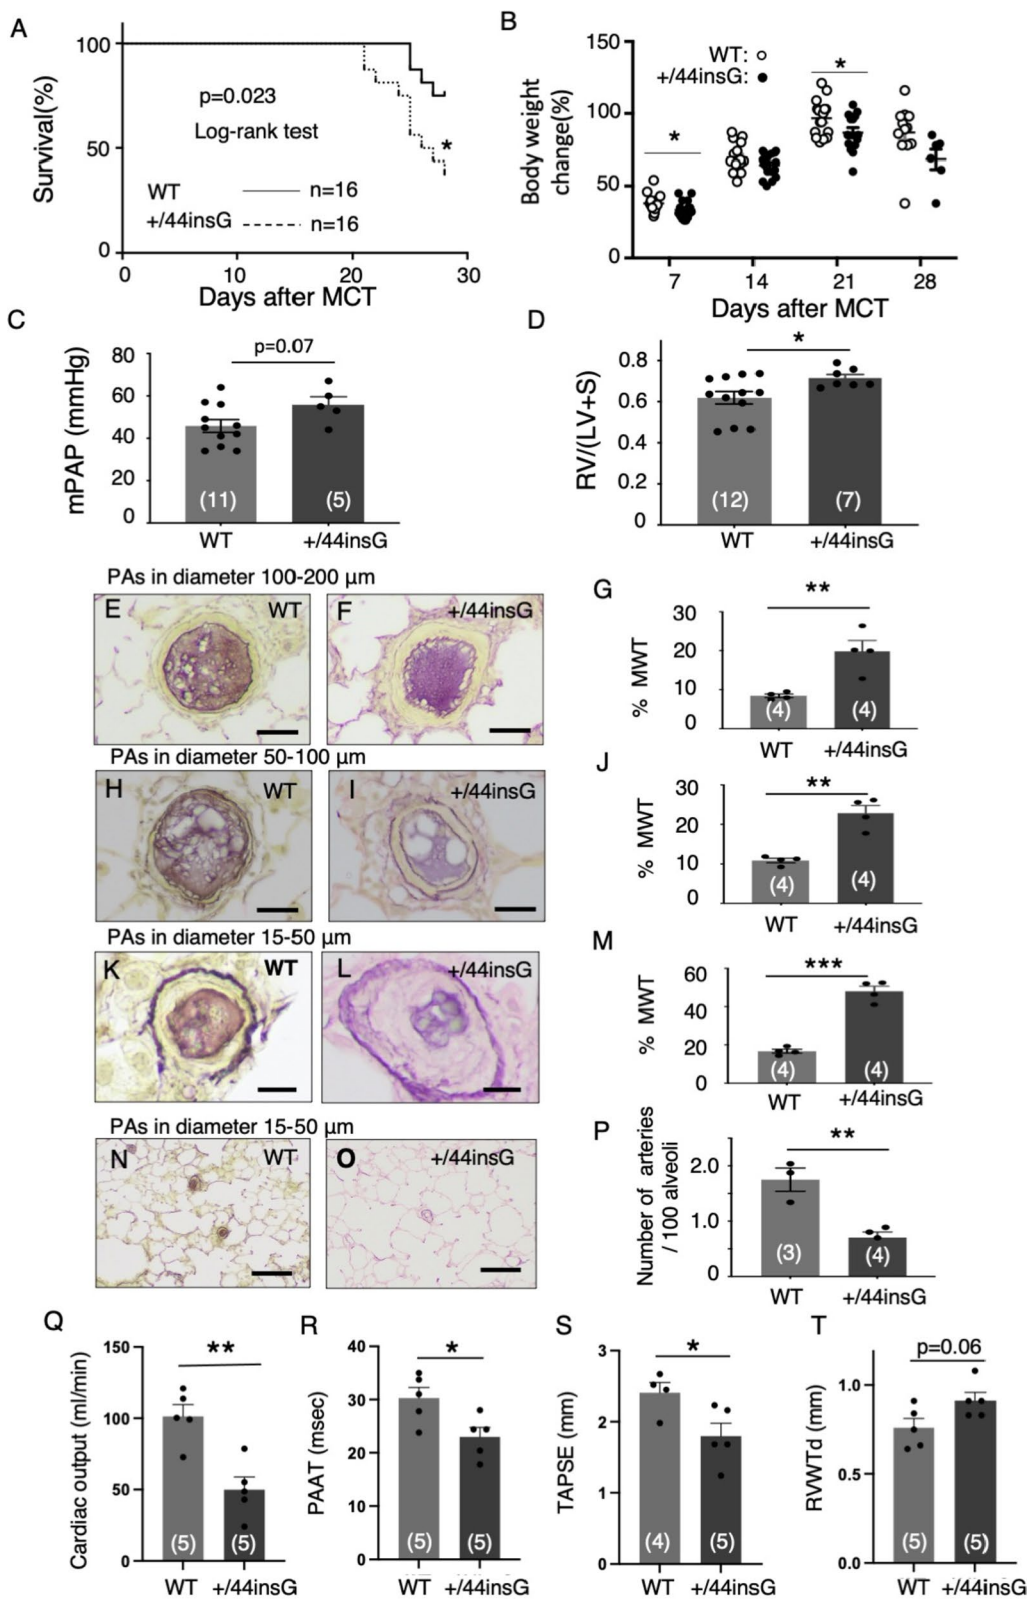 A
100
50
0
Survival(%)
p=0.023
Log-rank test
WT n=16
+/44insG n=16
*
0 10 20 30
Days after MCT
B
150
100
50
0
Body weight
change(%)
WT:
+/44insG:
*
*
7 14 21 28
Days after MCT
C
80
60
40
20
0
mPAP (mmHg)
p=0.07
(11) (5)
WT +/44insG
D
0.8
0.6
0.4
0.2
0
RV/(LV+S)
*
(12) (7)
WT +/44insG
PAs in diameter 100-200 μm
E WT
F +/44insG
G
30
20
10
0
% MWT
**
(4) (4)
WT +/44insG
PAs in diameter 50-100 μm
H WT
I +/44insG
J
30
20
10
0
% MWT
**
(4) (4)
WT +/44insG
PAs in diameter 15-50 μm
K WT
L +/44insG
M
60
40
20
0
% MWT
***
(4) (4)
WT +/44insG
PAs in diameter 15-50 μm
N WT
O +/44insG
P
2.0
1.0
0
Number of arteries
/ 100 alveoli
**
(3) (4)
WT +/44insG
Q
150
100
50
0
Cardiac output (ml/min)
**
(5) (5)
WT +/44insG
R
40
30
20
10
0
PAAT (msec)
*
(5) (5)
WT +/44insG
S
3
2
1
0
TAPSE (mm)
*
(4) (5)
WT +/44insG
T
1.0
0.5
0.0
RVWTd (mm)
p=0.06
(5) (5)
WT +/44insG